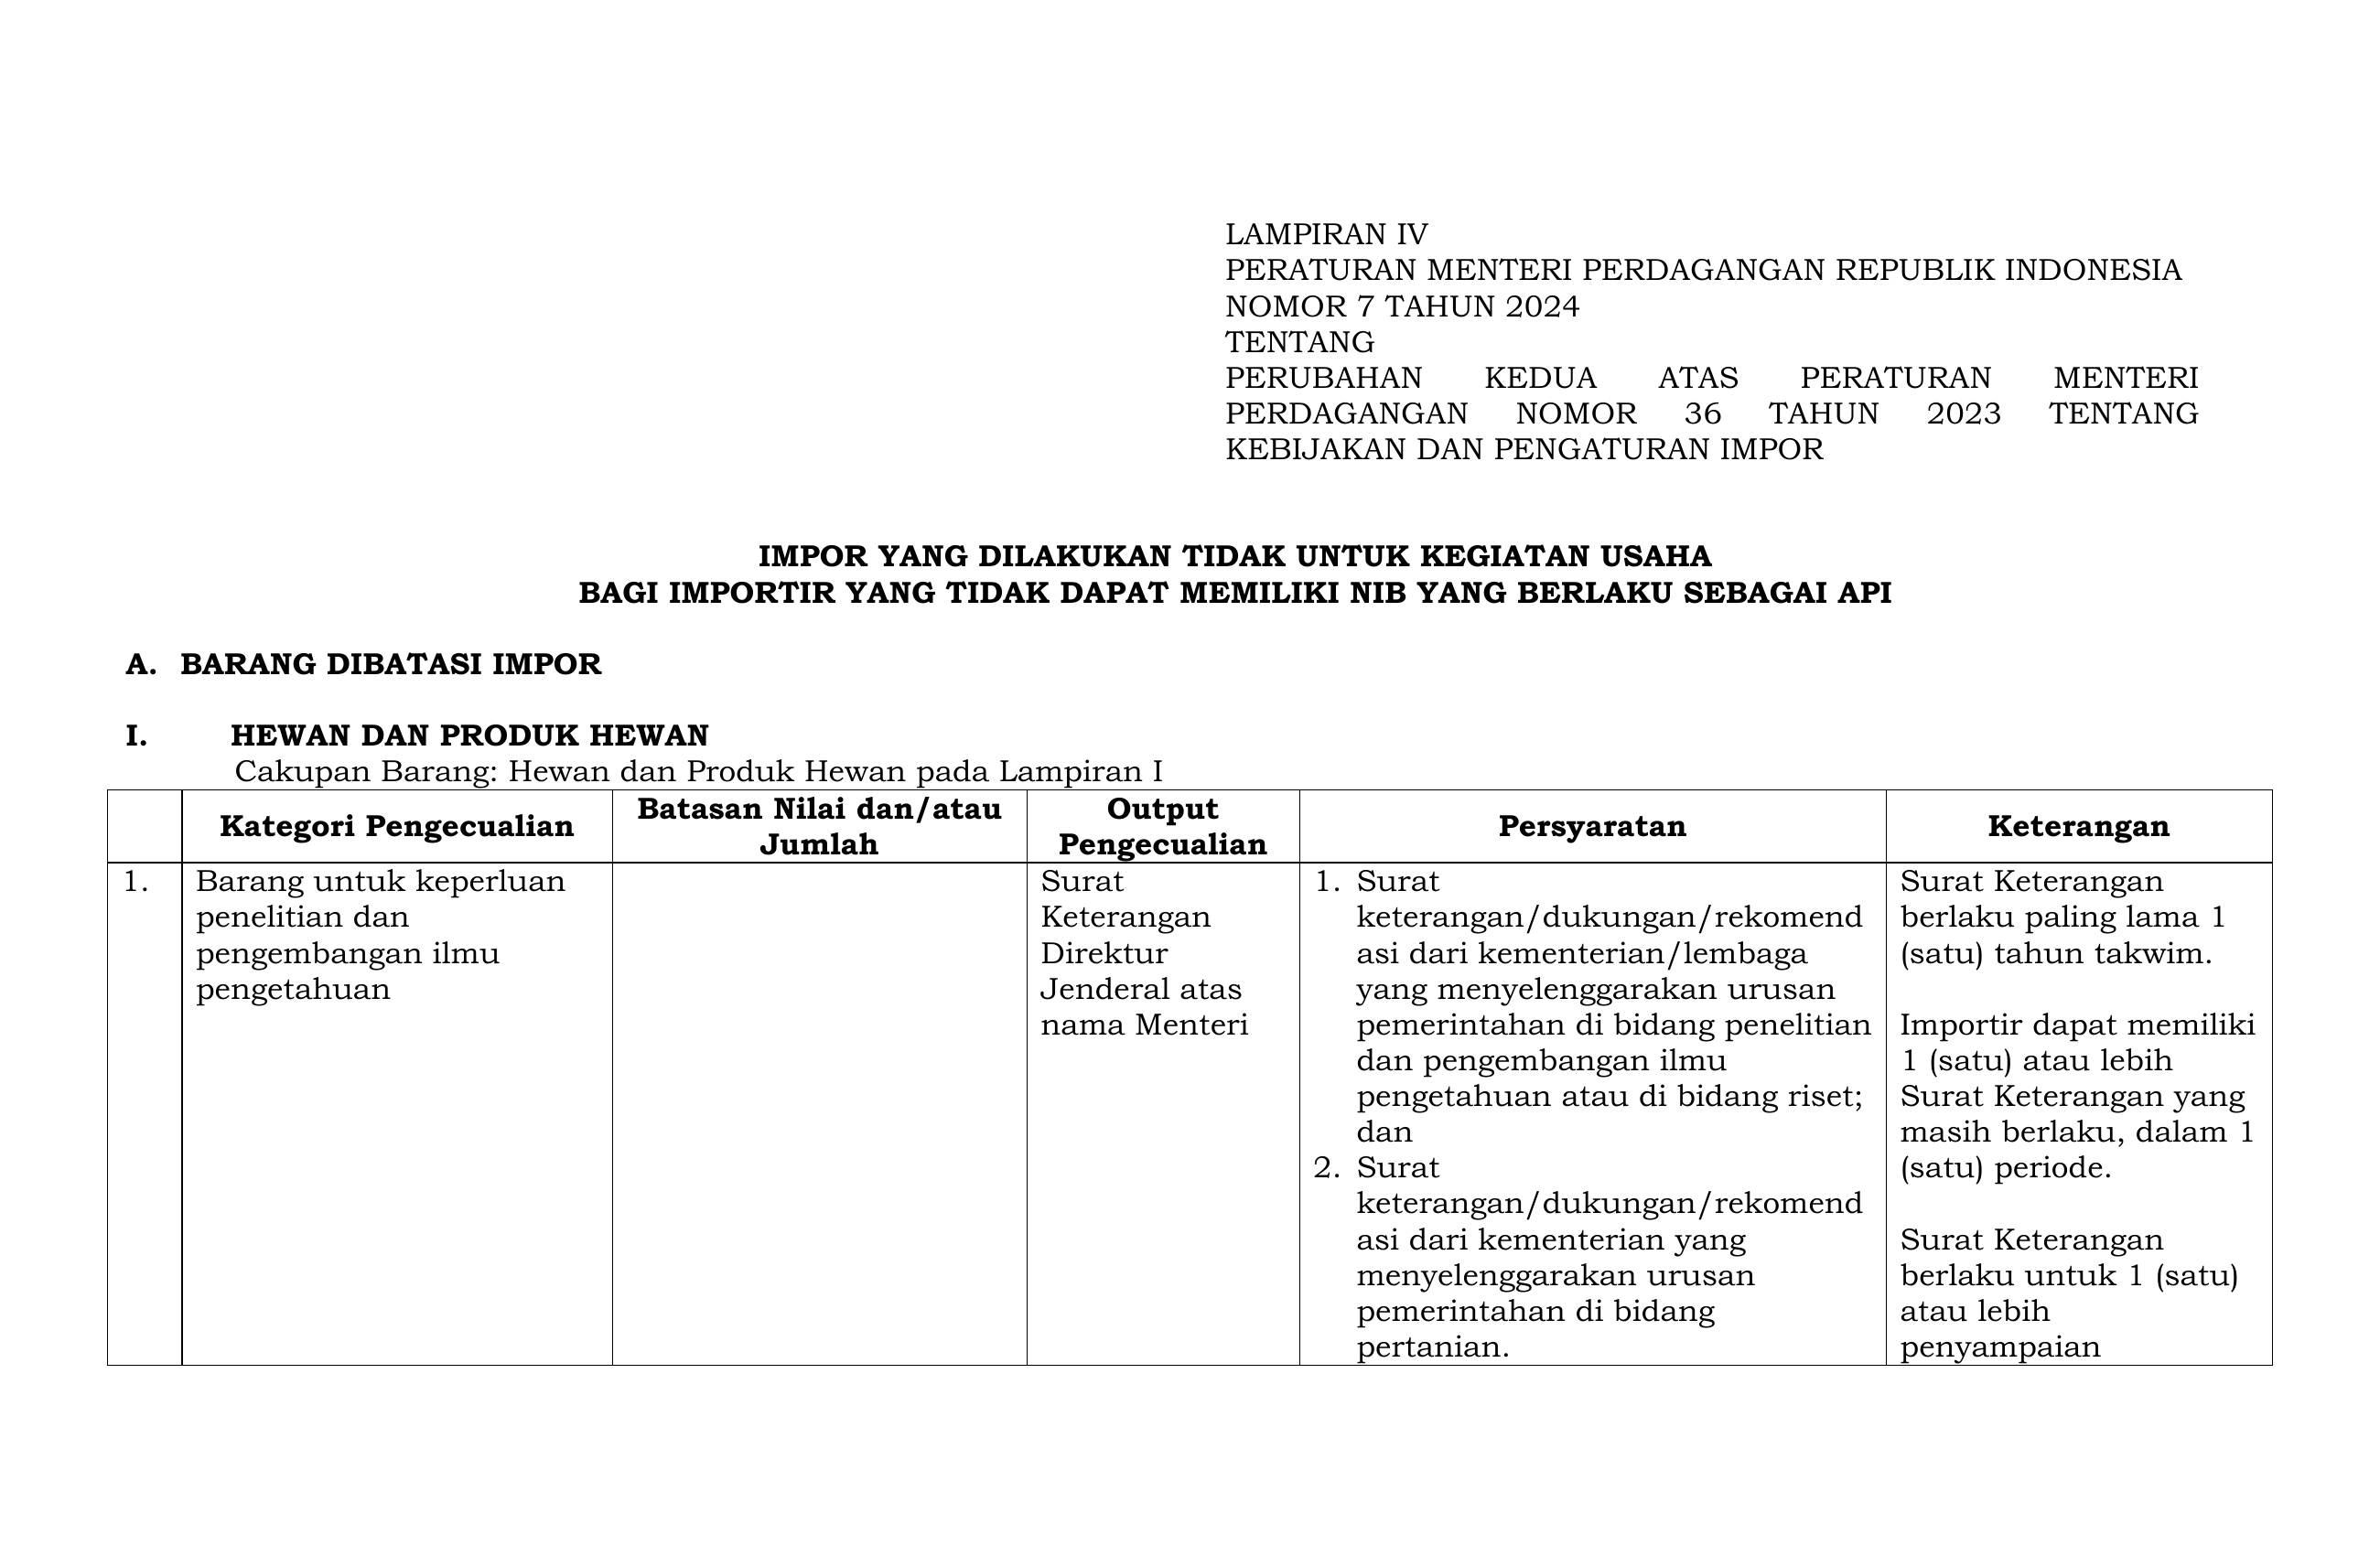 LAMPIRAN IV
PERATURAN MENTERI PERDAGANGAN REPUBLIK INDONESIA
NOMOR 7 TAHUN 2024
TENTANG
PERUBAHAN KEDUA ATAS PERATURAN MENTERI
PERDAGANGAN NOMOR 36 TAHUN 2023 TENTANG
KEBIJAKAN DAN PENGATURAN IMPOR
IMPOR YANG DILAKUKAN TIDAK UNTUK KEGIATAN USAHA
BAGI IMPORTIR YANG TIDAK DAPAT MEMILIKI NIB YANG BERLAKU SEBAGAI API
A. BARANG DIBATASI IMPOR
I. HEWAN DAN PRODUK HEWAN
Cakupan Barang: Hewan dan Produk Hewan pada Lampiran I
Kategori Pengecualian
Batasan Nilai dan/atau
Jumlah
Output
Pengecualian
Persyaratan
Keterangan
1.
Barang untuk keperluan
penelitian dan
pengembangan ilmu
pengetahuan
Surat
Keterangan
Direktur
Jenderal atas
nama Menteri
1. Surat
keterangan/dukungan/rekomend
asi dari kementerian/lembaga
yang menyelenggarakan urusan
pemerintahan di bidang penelitian
dan pengembangan ilmu
pengetahuan atau di bidang riset;
dan
2. Surat
keterangan/dukungan/rekomend
asi dari kementerian yang
menyelenggarakan urusan
pemerintahan di bidang
pertanian.
Surat Keterangan
berlaku paling lama 1
(satu) tahun takwim.
Importir dapat memiliki
1 (satu) atau lebih
Surat Keterangan yang
masih berlaku, dalam 1
(satu) periode.
Surat Keterangan
berlaku untuk 1 (satu)
atau lebih
penyampaian